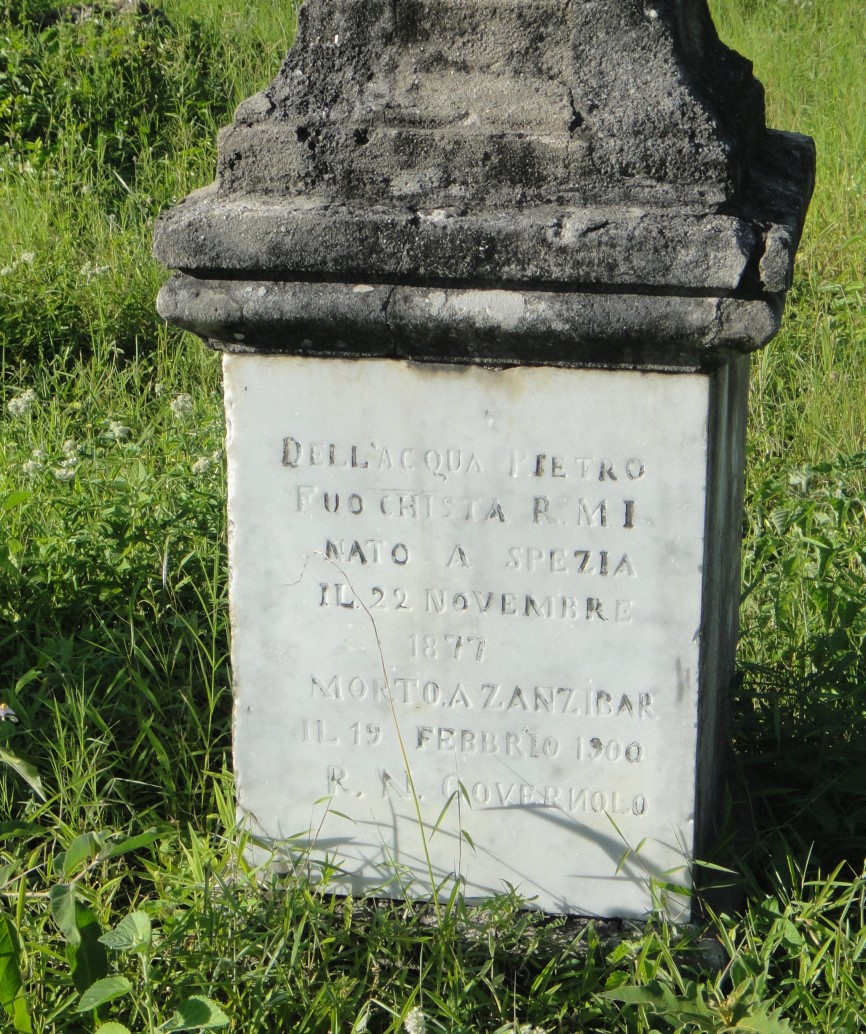 DELL'ACQUA PIETRO
FUOCHISTA R. M. I.
NATO A SPEZIA
IL 22 NOVEMBRE
1877
MORTO A ZANZIBAR
IL 19 FEBBRIO 1900
R. N. GOVERNOLO